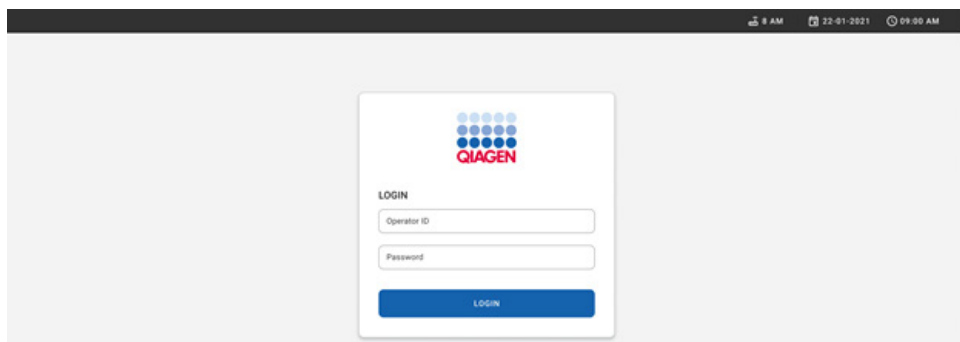 8 AM 22-01-2021 09:00 AM
QIAGEN
LOGIN
Operator ID
Password
LOGIN